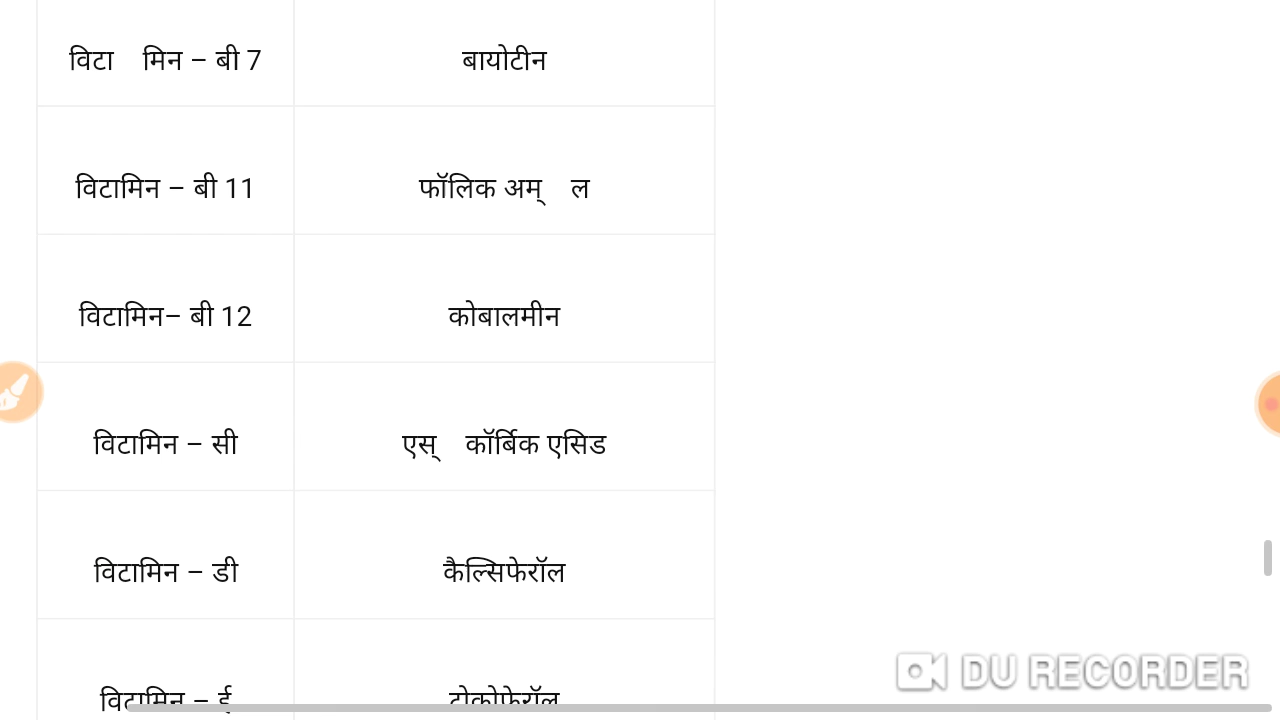 विटा मिन – बी 7 बायोटीन
विटामिन – बी 11 फॉलिक अम् ल
विटामिन– बी 12 कोबालमीन
विटामिन – सी एस् कॉर्बिक एसिड
विटामिन – डी कैल्सिफेरॉल
विटामिन – ई टोकोफेरॉल
DU RECORDER